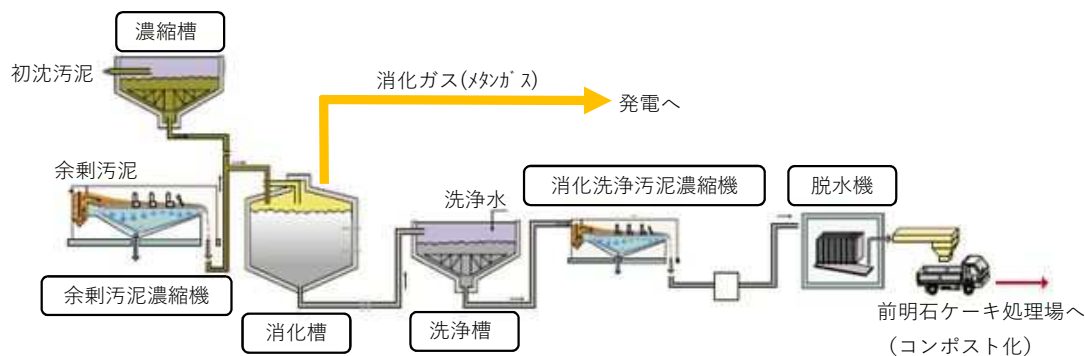 濃縮槽
初沈汚泥
消化ガス(ﾒﾀﾝｶﾞｽ)
発電へ
余剰汚泥
洗浄水
消化洗浄汚泥濃縮機
脱水機
余剰汚泥濃縮機
消化槽
洗浄槽
前明石ケーキ処理場へ
(コンポスト化)